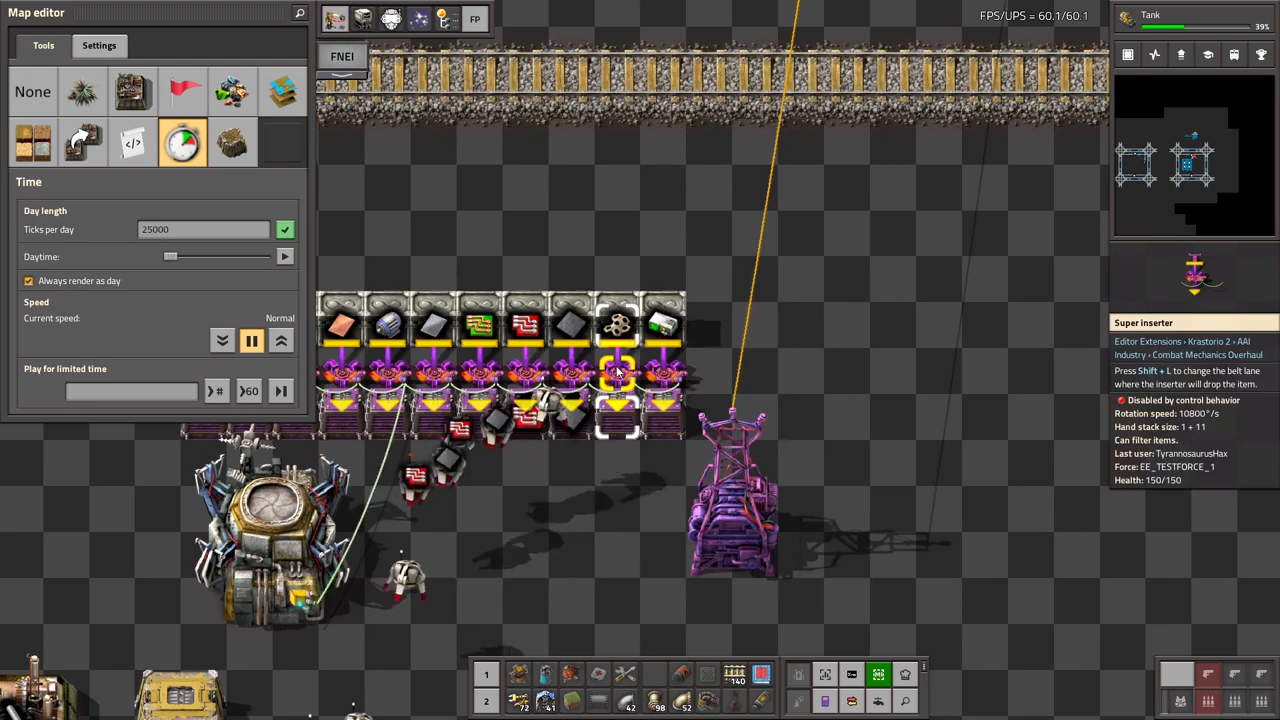 Map editor
Tools
Settings
None
</>
Time
Day length
Ticks per day
25000
Daytime:
Always render as day
Speed
Current speed:
Normal
Play for limited time
>#
>60
FP
FNEI
FPS/UPS = 60.1/60.1
Tank
39%
Super inserter
Editor Extensions › Krastorio 2 › AAI
Industry › Combat Mechanics Overhaul
Press Shift + L to change the belt lane
where the inserter will drop the item.
Disabled by control behavior
Rotation speed: 10800°/s
Hand stack size: 1 + 11
Can filter items.
Last user: TyrannosaurusHax
Force: EE_TESTFORCE_1
Health: 150/150
1
140
2
72
41
42
98
52